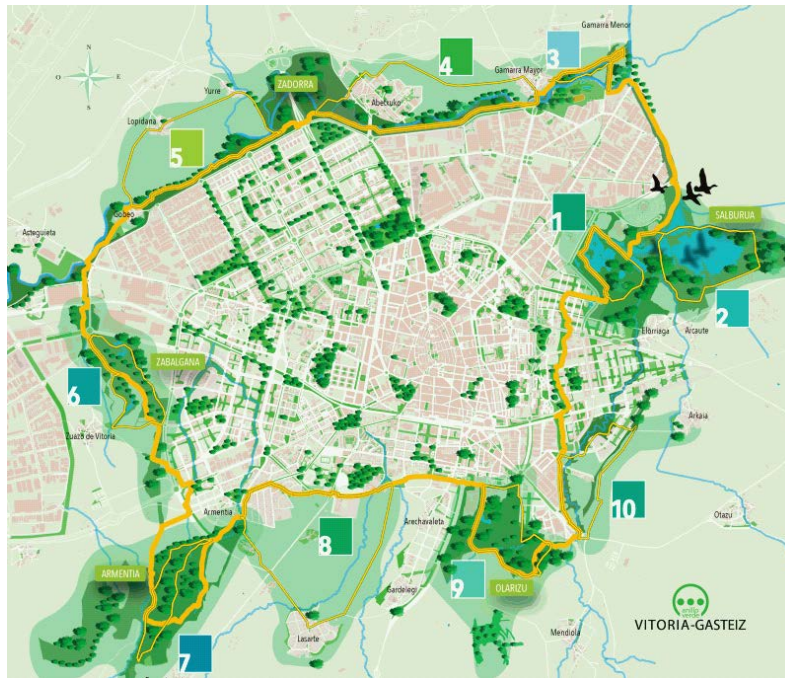 Gamarra Menor
N
O
E
S
4
3
Gamarra Mayor
ZADORRA
Yurre
Abetxuko
Lopidana
5
Gobeo
1
SALBURUA
Asteguieta
2
Elorriaga
Arcaute
ZABALGANA
6
Zuazo de Vitoria
Arkaia
Armentia
8
Arechavaleta
10
Otazu
ARMENTIA
9
OLARIZU
Gardelegi
anillo
verde
VITORIA-GASTEIZ
Lasarte
Mendiola
7